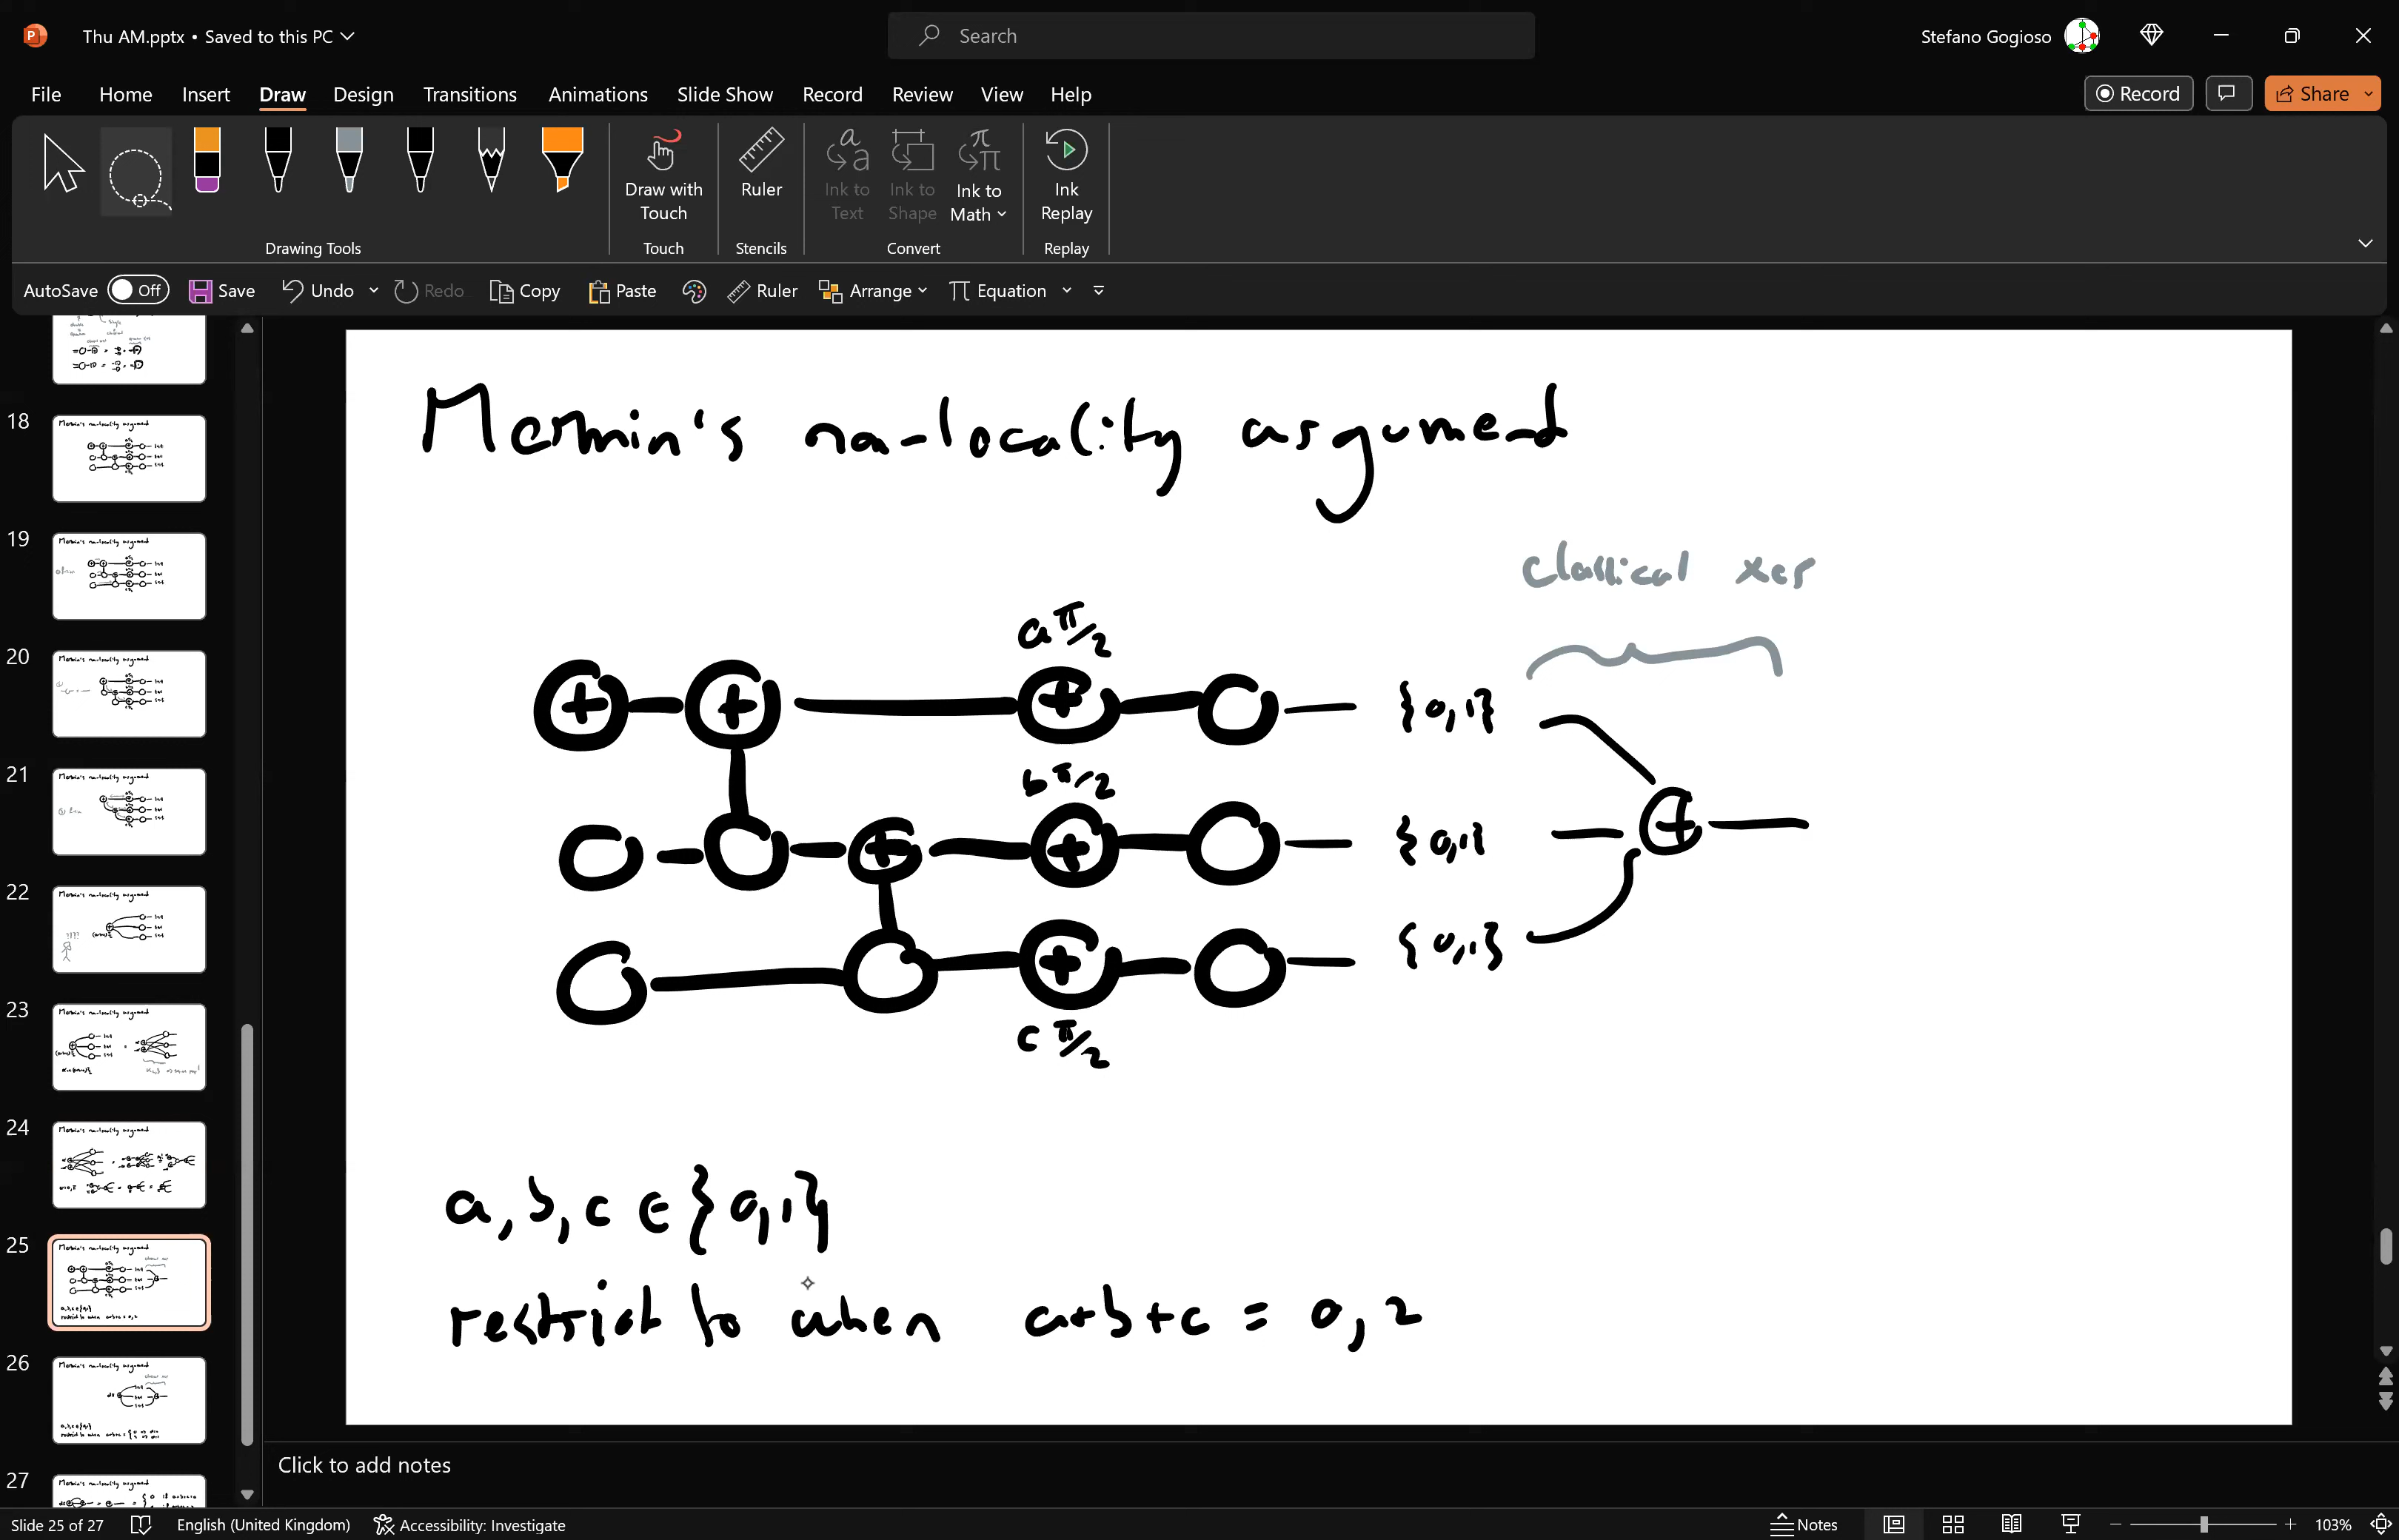 Thu AM.pptx • Saved to this PC
Search
Stefano Gogioso
File Home Insert Draw Design Transitions Animations Slide Show Record Review View Help
Record
Share
Draw with Touch
Ruler
Ink to Text
Ink to Shape
Ink to Math
Ink Replay
Drawing Tools
Touch
Stencils
Convert
Replay
AutoSave Off Save Undo Redo Copy Paste Ruler Arrange Equation
18
19
20
21
22
23
24
25
26
27
Mermin's non-locality argument
classical xor
a π/2
{0,1}
b π/2
{0,1}
{0,1}
c π/2
a, b, c ∈ {0,1}
restrict to when a+b+c = 0, 2
Click to add notes
Slide 25 of 27 English (United Kingdom) Accessibility: Investigate Notes 103%